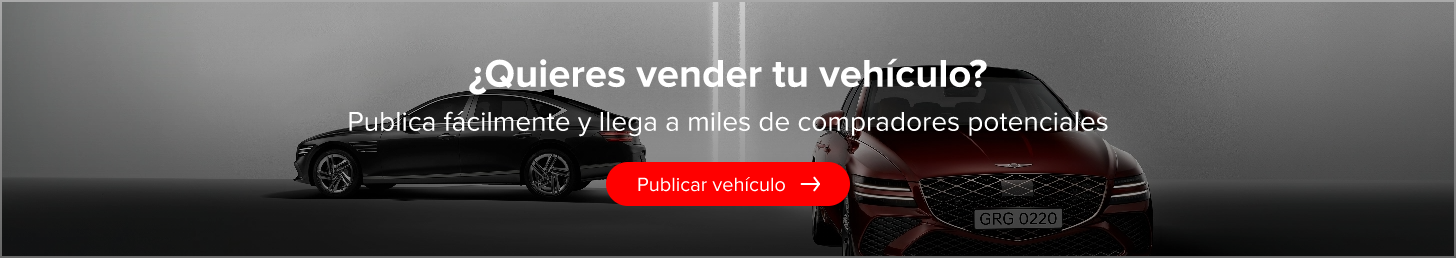 ¿Quieres vender tu vehículo?
Publica fácilmente y llega a miles de compradores potenciales
Publicar vehículo
GRG 0220